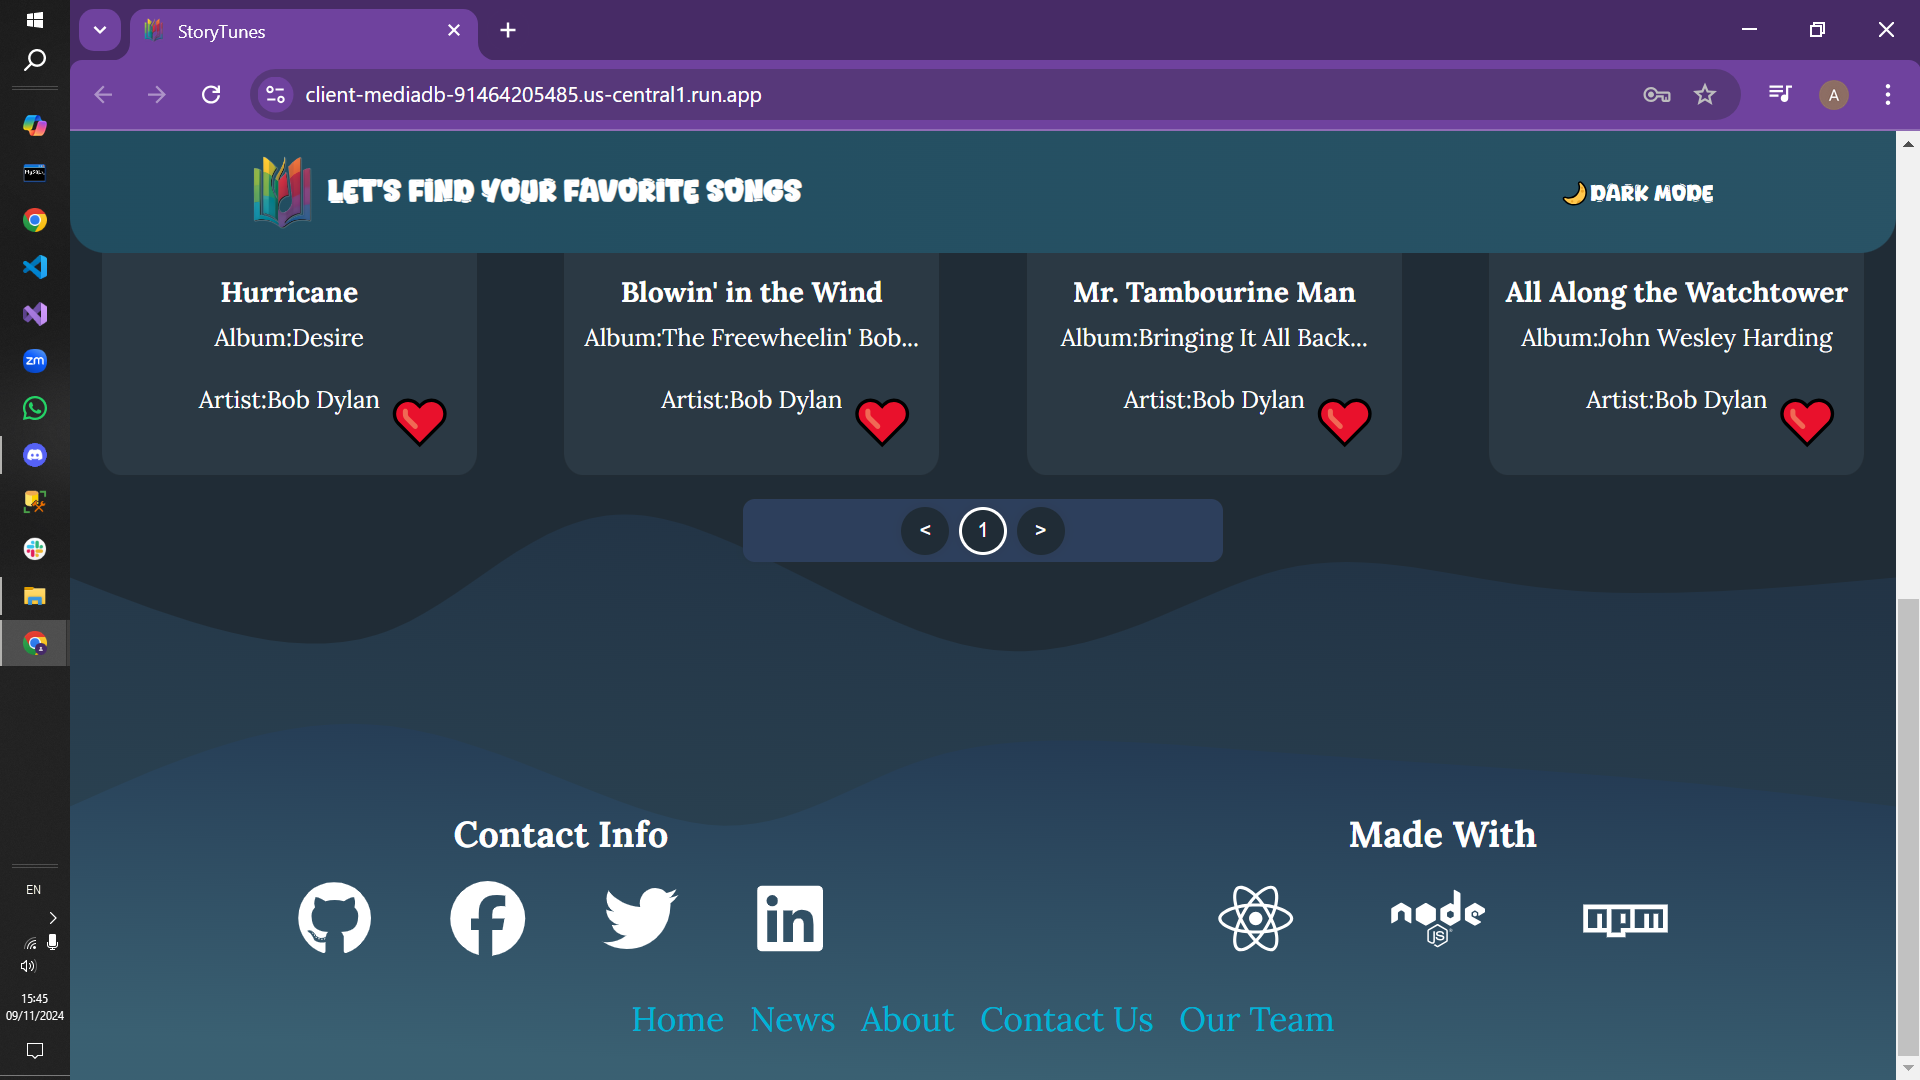 StoryTunes
client-mediadb-91464205485.us-central1.run.app
A
LET'S FIND YOUR FAVORITE SONGS
DARK MODE
Hurricane
Album:Desire
Artist:Bob Dylan
Blowin' in the Wind
Album:The Freewheelin' Bob...
Artist:Bob Dylan
Mr. Tambourine Man
Album:Bringing It All Back...
Artist:Bob Dylan
All Along the Watchtower
Album:John Wesley Harding
Artist:Bob Dylan
< 1 >
Contact Info
in
Made With
node
JS
npm
Home News About Contact Us Our Team
MySQL
zm
EN
15:45
09/11/2024